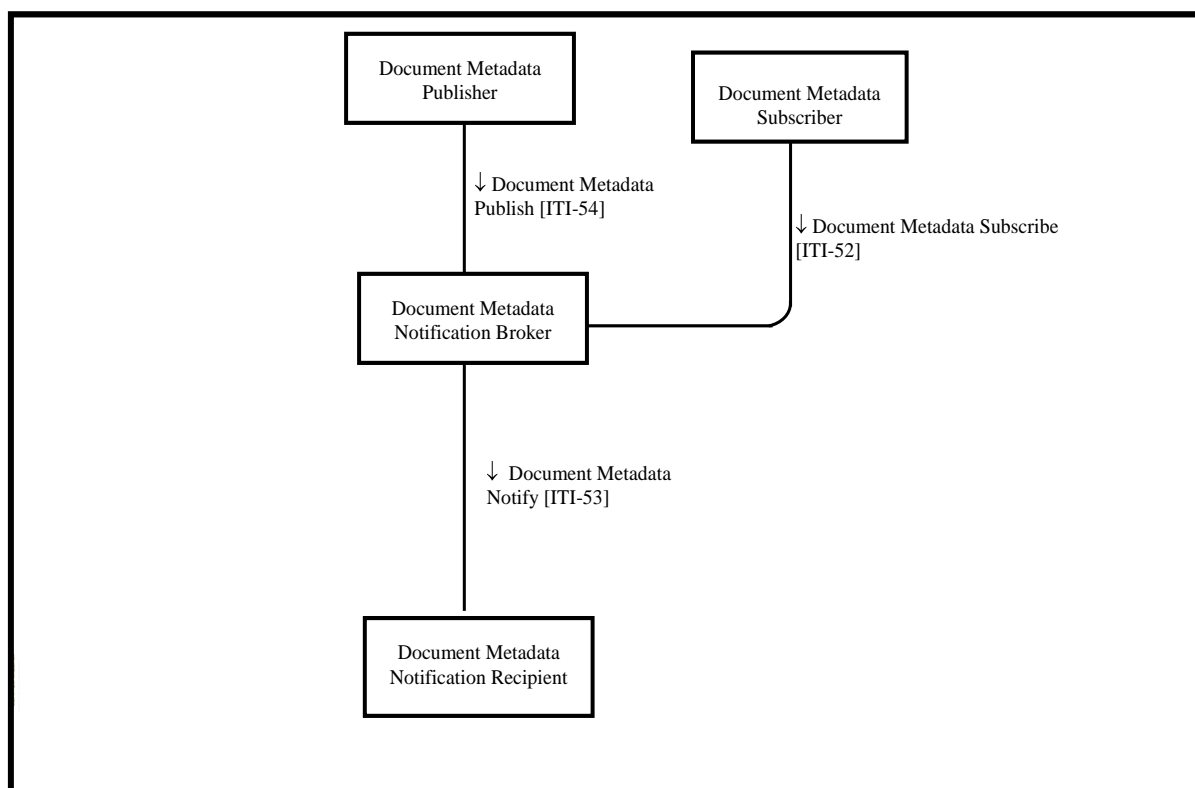 Document Metadata
Publisher
Document Metadata
Subscriber
↓ Document Metadata
Publish [ITI-54]
↓ Document Metadata Subscribe
[ITI-52]
Document Metadata
Notification Broker
↓ Document Metadata
Notify [ITI-53]
Document Metadata
Notification Recipient